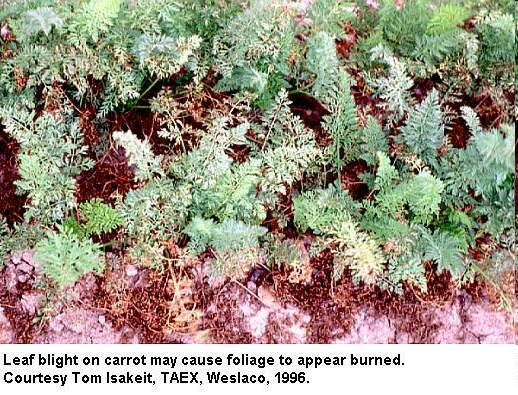 Leaf blight on carrot may cause foliage to appear burned.
Courtesy Tom Isakeit, TAEX, Weslaco, 1996.